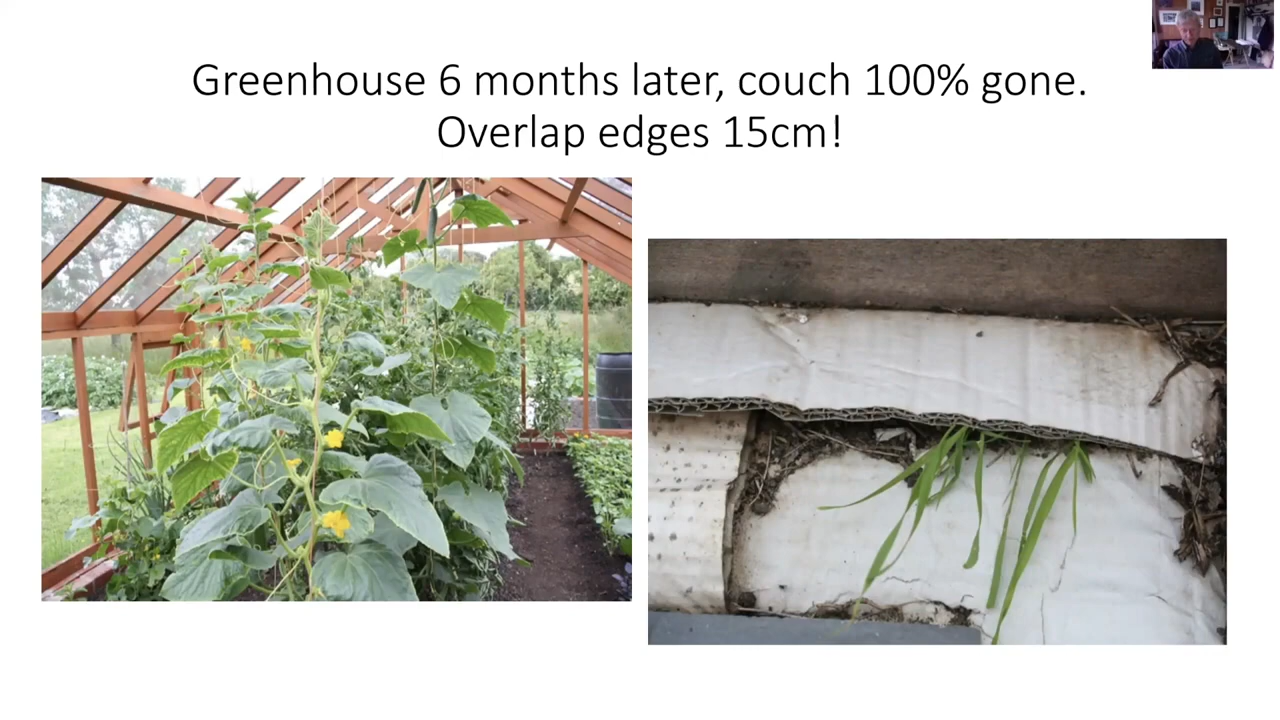 Greenhouse 6 months later, couch 100% gone.
Overlap edges 15cm!